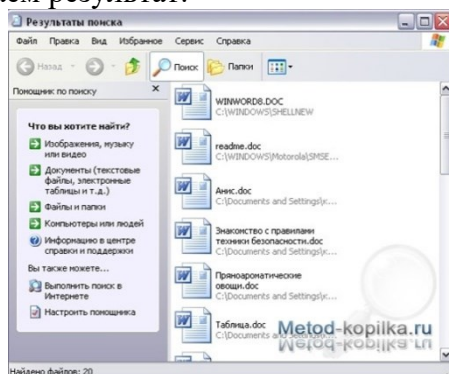 ем результат:
Результаты поиска
Файл Правка Вид Избранное Сервис Справка
Назад Поиск Папки
Помощник по поиску
Что вы хотите найти?
Изображения, музыку
или видео
Документы (текстовые
файлы, электронные
таблицы и т.д.)
Файлы и папки
Компьютеры или людей
Информацию в центре
справки и поддержки
Вы также можете...
Выполнить поиск в
Интернете
Настроить помощника
WINWORD8.DOC
C:\WINDOWS\SHELLNEW
readme.doc
C:\WINDOWS\Motorola\SMSE...
Анис.doc
C:\Documents and Settings\к...
Знакомство с правилами
техники безопасности.doc
C:\Documents and Settings\к...
Пряноароматические
овощи.doc
C:\Documents and Settings\к...
Таблица.doc
C:\Documents and
Metod-kopilka.ru
Найдено файлов: 20